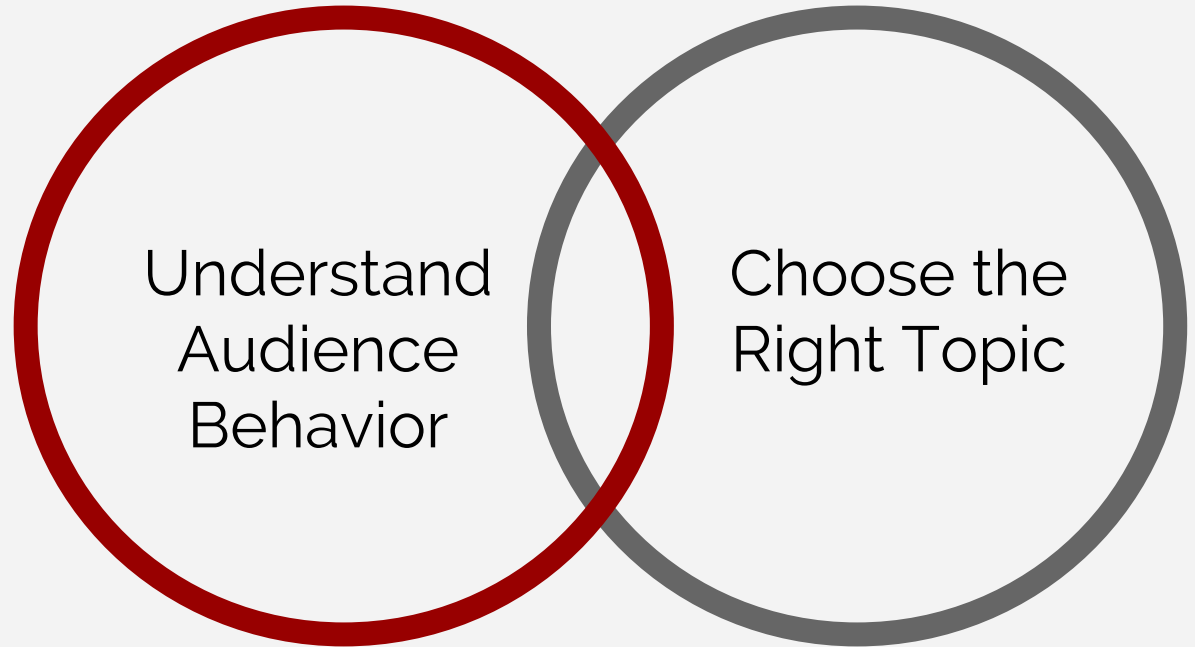 Understand
Audience
Behavior
Choose the
Right Topic